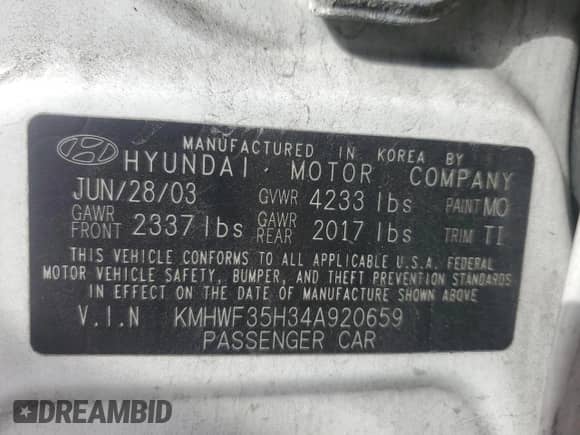 MANUFACTURED IN KOREA BY
HYUNDAI MOTOR COMPANY
JUN/28/03 GVWR 4233 lbs PAINT MO
GAWR FRONT 2337 lbs GAWR REAR 2017 lbs TRIM TI
THIS VEHICLE CONFORMS TO ALL APPLICABLE U.S.A. FEDERAL
MOTOR VEHICLE SAFETY, BUMPER, AND THEFT PREVENTION STANDARDS
IN EFFECT ON THE DATE OF MANUFACTURE SHOWN ABOVE
V.I.N KMHWF35H34A920659
PASSENGER CAR
DREAMBID